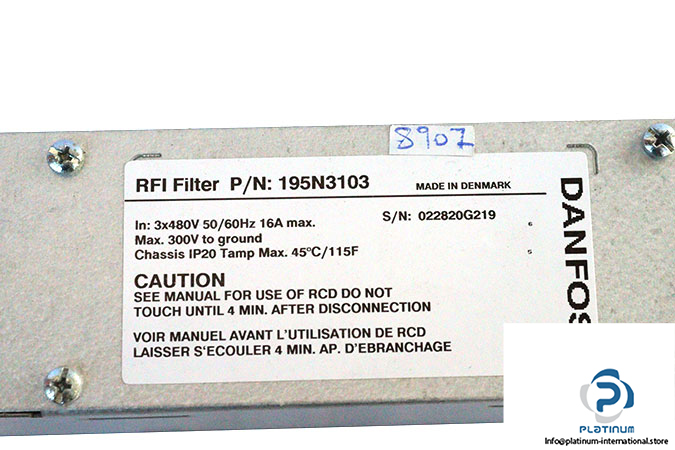 8907
RFI Filter P/N: 195N3103 MADE IN DENMARK
In: 3x480V 50/60Hz 16A max. S/N: 022820G219
Max. 300V to ground 6
Chassis IP20 Tamp Max. 45°C/115F 5
CAUTION
SEE MANUAL FOR USE OF RCD DO NOT
TOUCH UNTIL 4 MIN. AFTER DISCONNECTION
VOIR MANUEL AVANT L'UTILISATION DE RCD
LAISSER S'ECOULER 4 MIN. AP. D'EBRANCHAGE
DANFOS
PLATINUM
Info@platinum-international.store